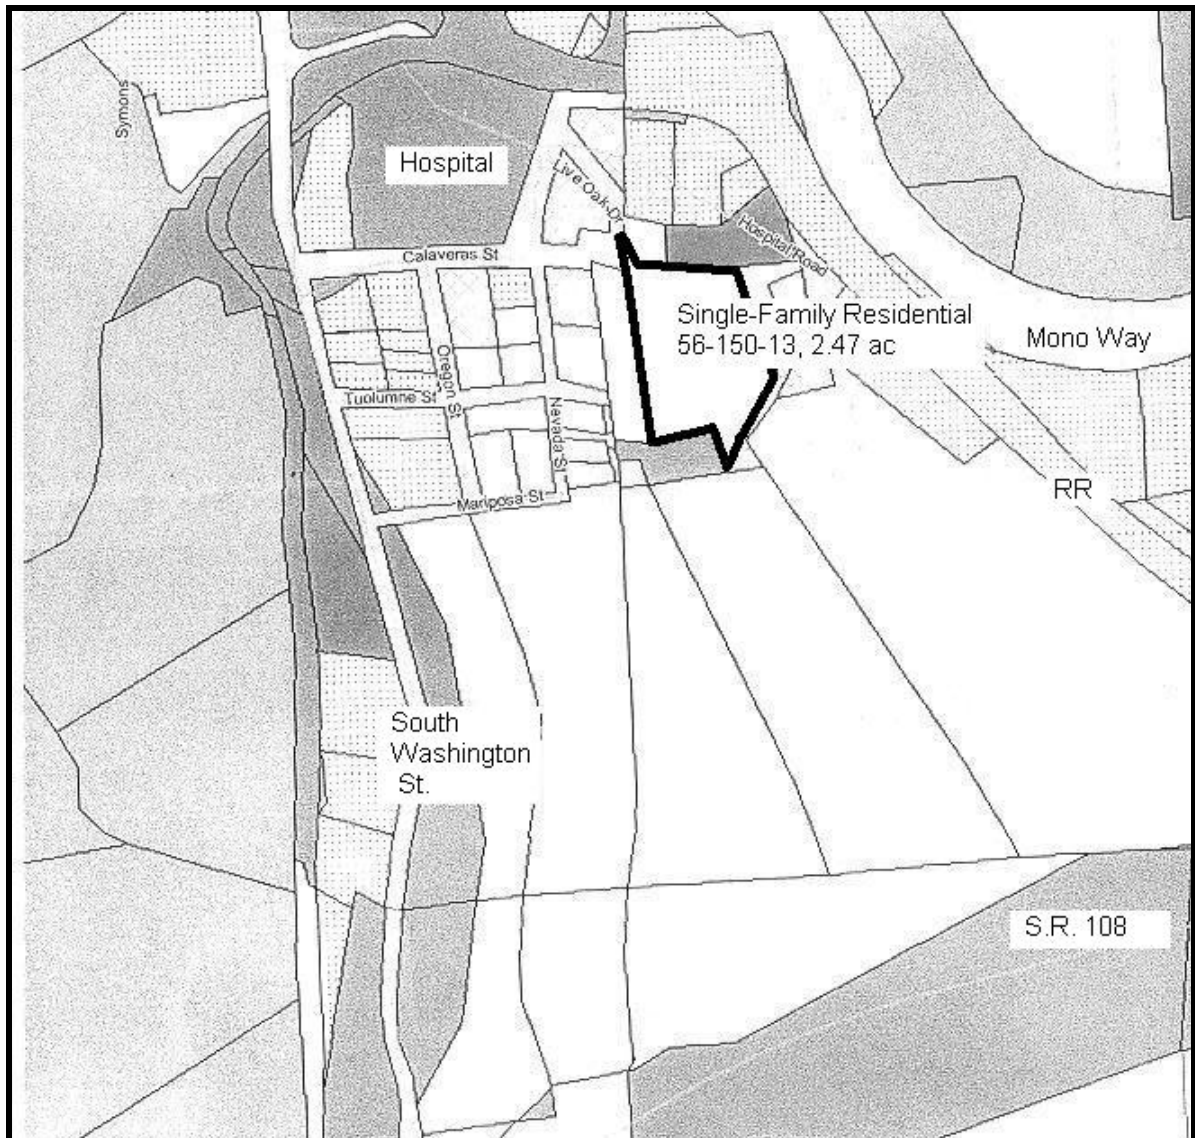 Symons
Hospital
Live Oak Dr
Hospital Road
Calaveras St
Single-Family Residential
56-150-13, 2.47 ac
Mono Way
Oregon St
Tuolumne St
Nevada St
Mariposa St
RR
South
Washington
St.
S.R. 108